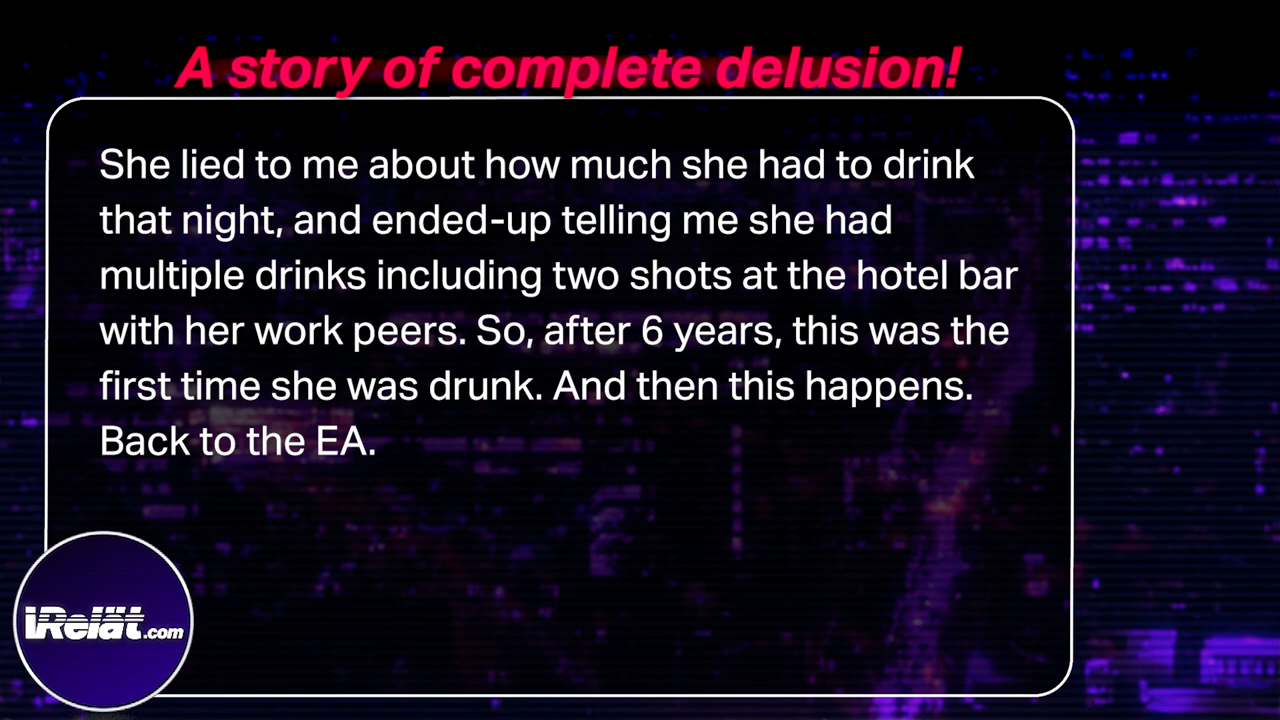 A story of complete delusion!
She lied to me about how much she had to drink
that night, and ended-up telling me she had
multiple drinks including two shots at the hotel bar
with her work peers. So, after 6 years, this was the
first time she was drunk. And then this happens.
Back to the EA.
iRelat.com